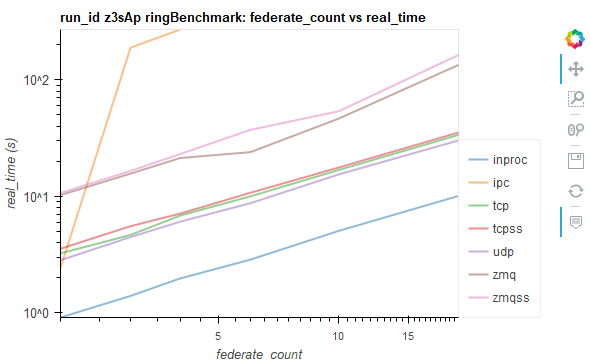 run_id z3sAp ringBenchmark: federate_count vs real_time
10^2
10^1
10^0
real_time (s)
5
10
15
federate_count
inproc
ipc
tcp
tcpss
udp
zmq
zmqss